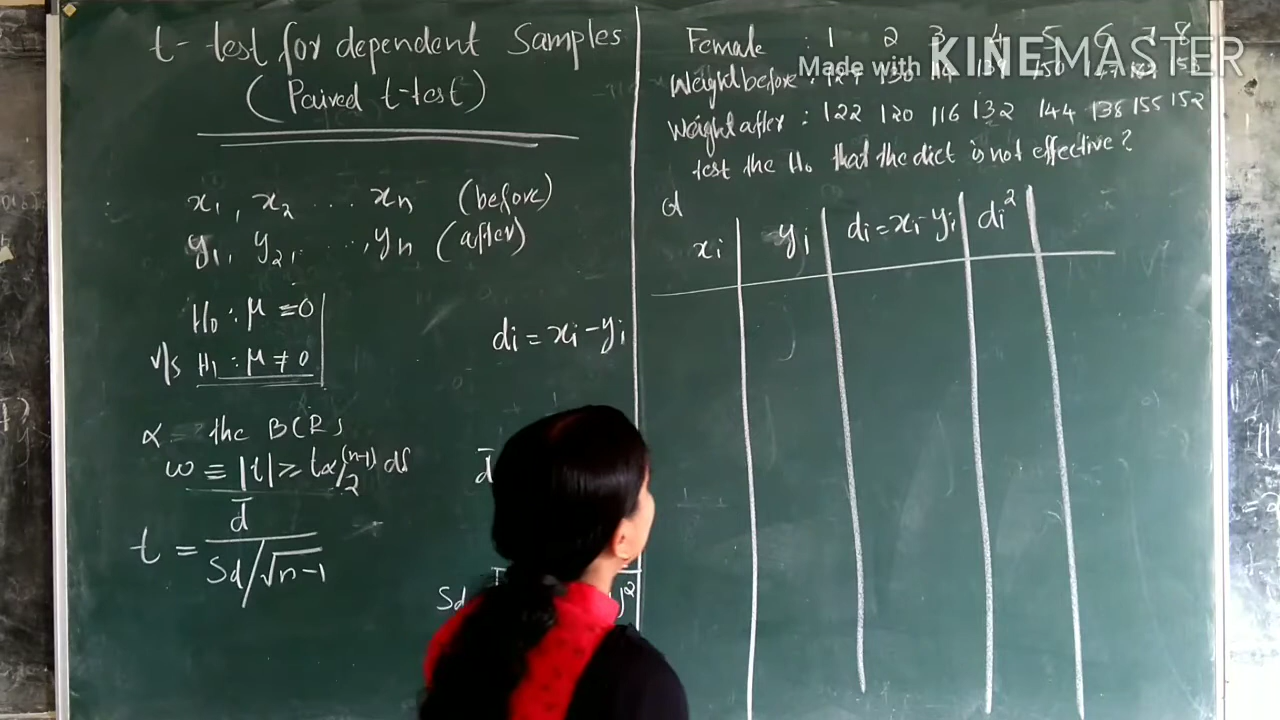 t- test for dependent Samples
(Paired t-test)
x1, x2 ... xn (before)
y1, y2, ..., yn (after)
H0 : μ = 0
v/s H1 : μ ≠ 0
di = xi - yi
α the BCR is
w ≡ |t| ≥ tα/2 (n-1) df
d̄
t = d̄ / Sd/√n-1
Sd
)²
Female : 1 2 3 4 5 6 7 8
Made with KINEMASTER
Weight before :
Weight after : 122 120 116 132 144 138 155 152
test the H0 that the diet is not effective?
xi yi di = xi - yi di²